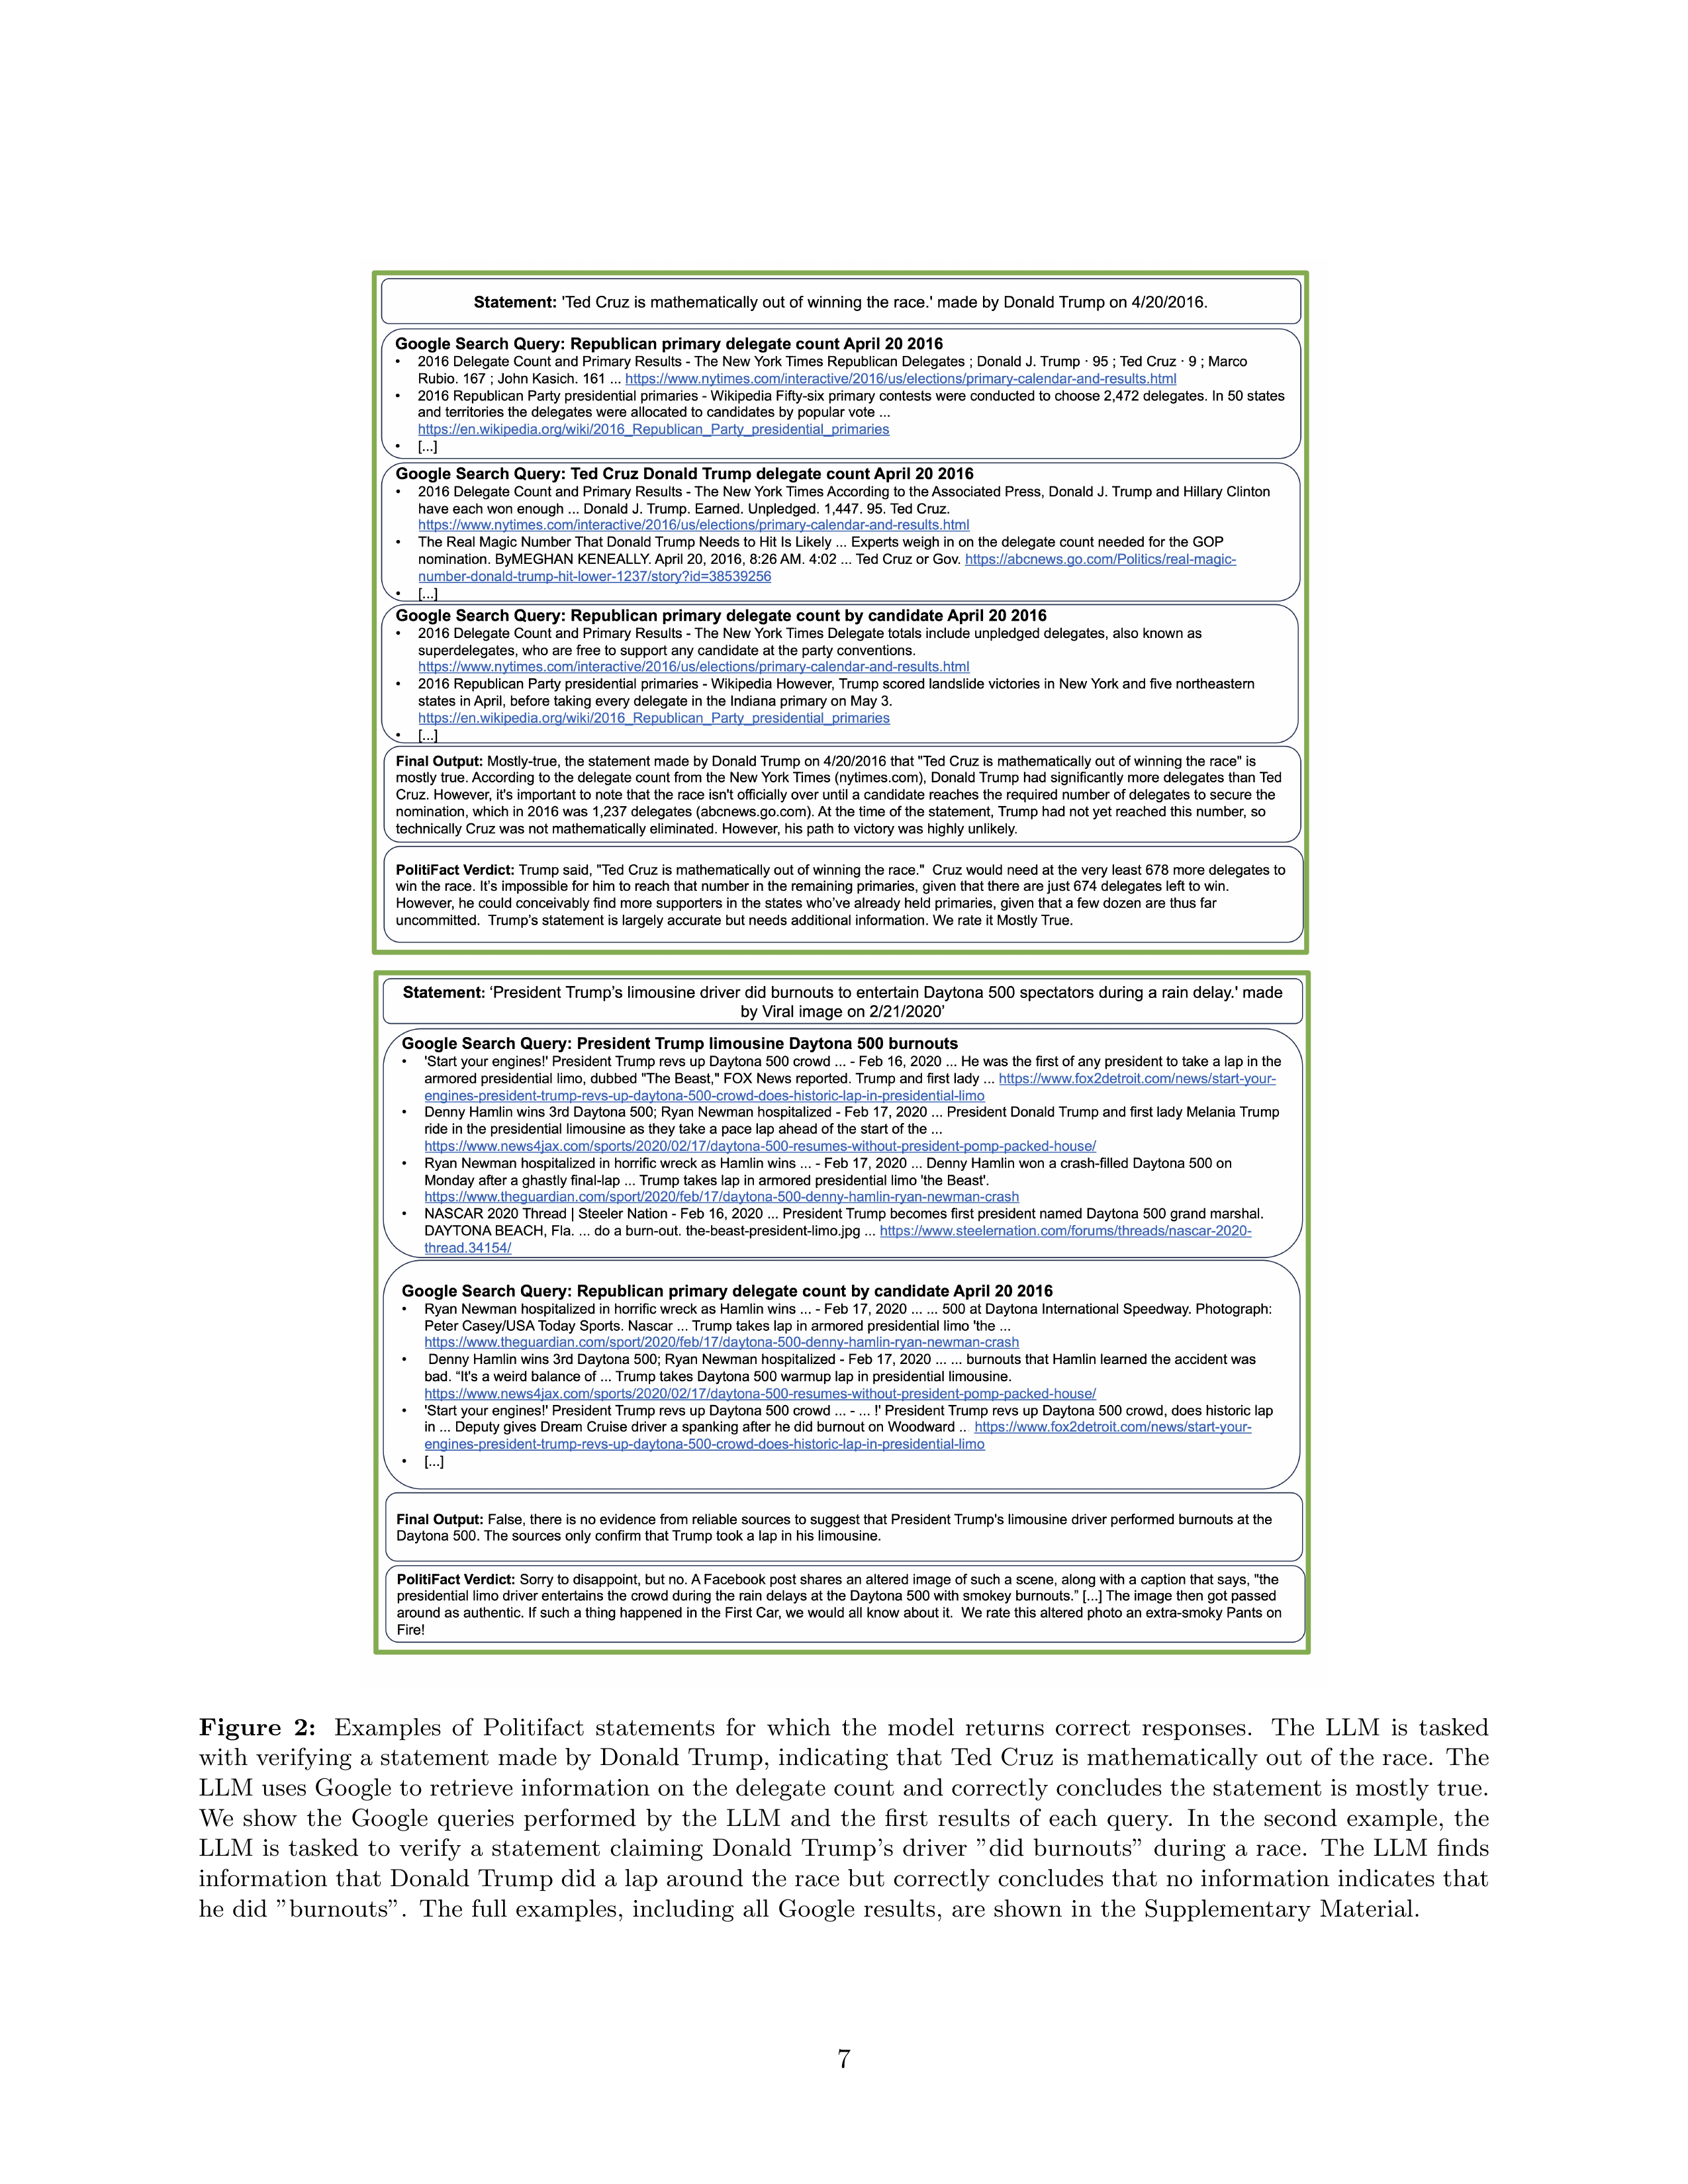 Statement: 'Ted Cruz is mathematically out of winning the race.' made by Donald Trump on 4/20/2016.
Google Search Query: Republican primary delegate count April 20 2016
• 2016 Delegate Count and Primary Results - The New York Times Republican Delegates ; Donald J. Trump · 95 ; Ted Cruz · 9 ; Marco
Rubio. 167 ; John Kasich. 161 ... https://www.nytimes.com/interactive/2016/us/elections/primary-calendar-and-results.html
• 2016 Republican Party presidential primaries - Wikipedia Fifty-six primary contests were conducted to choose 2,472 delegates. In 50 states
and territories the delegates were allocated to candidates by popular vote ...
https://en.wikipedia.org/wiki/2016_Republican_Party_presidential_primaries
• [...]
Google Search Query: Ted Cruz Donald Trump delegate count April 20 2016
• 2016 Delegate Count and Primary Results - The New York Times According to the Associated Press, Donald J. Trump and Hillary Clinton
have each won enough ... Donald J. Trump. Earned. Unpledged. 1,447. 95. Ted Cruz.
https://www.nytimes.com/interactive/2016/us/elections/primary-calendar-and-results.html
• The Real Magic Number That Donald Trump Needs to Hit Is Likely ... Experts weigh in on the delegate count needed for the GOP
nomination. ByMEGHAN KENEALLY. April 20, 2016, 8:26 AM. 4:02 ... Ted Cruz or Gov. https://abcnews.go.com/Politics/real-magic-
number-donald-trump-hit-lower-1237/story?id=38539256
• [...]
Google Search Query: Republican primary delegate count by candidate April 20 2016
• 2016 Delegate Count and Primary Results - The New York Times Delegate totals include unpledged delegates, also known as
superdelegates, who are free to support any candidate at the party conventions.
https://www.nytimes.com/interactive/2016/us/elections/primary-calendar-and-results.html
• 2016 Republican Party presidential primaries - Wikipedia However, Trump scored landslide victories in New York and five northeastern
states in April, before taking every delegate in the Indiana primary on May 3.
https://en.wikipedia.org/wiki/2016_Republican_Party_presidential_primaries
• [...]
Final Output: Mostly-true, the statement made by Donald Trump on 4/20/2016 that "Ted Cruz is mathematically out of winning the race" is
mostly true. According to the delegate count from the New York Times (nytimes.com), Donald Trump had significantly more delegates than Ted
Cruz. However, it's important to note that the race isn't officially over until a candidate reaches the required number of delegates to secure the
nomination, which in 2016 was 1,237 delegates (abcnews.go.com). At the time of the statement, Trump had not yet reached this number, so
technically Cruz was not mathematically eliminated. However, his path to victory was highly unlikely.
PolitiFact Verdict: Trump said, "Ted Cruz is mathematically out of winning the race." Cruz would need at the very least 678 more delegates to
win the race. It's impossible for him to reach that number in the remaining primaries, given that there are just 674 delegates left to win.
However, he could conceivably find more supporters in the states who've already held primaries, given that a few dozen are thus far
uncommitted. Trump's statement is largely accurate but needs additional information. We rate it Mostly True.
Statement: ‘President Trump’s limousine driver did burnouts to entertain Daytona 500 spectators during a rain delay.' made
by Viral image on 2/21/2020’
Google Search Query: President Trump limousine Daytona 500 burnouts
• 'Start your engines!' President Trump revs up Daytona 500 crowd ... - Feb 16, 2020 ... He was the first of any president to take a lap in the
armored presidential limo, dubbed "The Beast," FOX News reported. Trump and first lady ... https://www.fox2detroit.com/news/start-your-
engines-president-trump-revs-up-daytona-500-crowd-does-historic-lap-in-presidential-limo
• Denny Hamlin wins 3rd Daytona 500; Ryan Newman hospitalized - Feb 17, 2020 ... President Donald Trump and first lady Melania Trump
ride in the presidential limousine as they take a pace lap ahead of the start of the ...
https://www.news4jax.com/sports/2020/02/17/daytona-500-resumes-without-president-pomp-packed-house/
• Ryan Newman hospitalized in horrific wreck as Hamlin wins ... - Feb 17, 2020 ... Denny Hamlin won a crash-filled Daytona 500 on
Monday after a ghastly final-lap ... Trump takes lap in armored presidential limo 'the Beast'.
https://www.theguardian.com/sport/2020/feb/17/daytona-500-denny-hamlin-ryan-newman-crash
• NASCAR 2020 Thread | Steeler Nation - Feb 16, 2020 ... President Trump becomes first president named Daytona 500 grand marshal.
DAYTONA BEACH, Fla. ... do a burn-out. the-beast-president-limo.jpg ... https://www.steelernation.com/forums/threads/nascar-2020-
thread.34154/
Google Search Query: Republican primary delegate count by candidate April 20 2016
• Ryan Newman hospitalized in horrific wreck as Hamlin wins ... - Feb 17, 2020 ... ... 500 at Daytona International Speedway. Photograph:
Peter Casey/USA Today Sports. Nascar ... Trump takes lap in armored presidential limo 'the ...
https://www.theguardian.com/sport/2020/feb/17/daytona-500-denny-hamlin-ryan-newman-crash
• Denny Hamlin wins 3rd Daytona 500; Ryan Newman hospitalized - Feb 17, 2020 ... ... burnouts that Hamlin learned the accident was
bad. “It's a weird balance of ... Trump takes Daytona 500 warmup lap in presidential limousine.
https://www.news4jax.com/sports/2020/02/17/daytona-500-resumes-without-president-pomp-packed-house/
• 'Start your engines!' President Trump revs up Daytona 500 crowd ... - ... !' President Trump revs up Daytona 500 crowd, does historic lap
in ... Deputy gives Dream Cruise driver a spanking after he did burnout on Woodward .. https://www.fox2detroit.com/news/start-your-
engines-president-trump-revs-up-daytona-500-crowd-does-historic-lap-in-presidential-limo
• [...]
Final Output: False, there is no evidence from reliable sources to suggest that President Trump's limousine driver performed burnouts at the
Daytona 500. The sources only confirm that Trump took a lap in his limousine.
PolitiFact Verdict: Sorry to disappoint, but no. A Facebook post shares an altered image of such a scene, along with a caption that says, "the
presidential limo driver entertains the crowd during the rain delays at the Daytona 500 with smokey burnouts." [...] The image then got passed
around as authentic. If such a thing happened in the First Car, we would all know about it. We rate this altered photo an extra-smoky Pants on
Fire!
Figure 2: Examples of Politifact statements for which the model returns correct responses. The LLM is tasked
with verifying a statement made by Donald Trump, indicating that Ted Cruz is mathematically out of the race. The
LLM uses Google to retrieve information on the delegate count and correctly concludes the statement is mostly true.
We show the Google queries performed by the LLM and the first results of each query. In the second example, the
LLM is tasked to verify a statement claiming Donald Trump’s driver ”did burnouts” during a race. The LLM finds
information that Donald Trump did a lap around the race but correctly concludes that no information indicates that
he did ”burnouts”. The full examples, including all Google results, are shown in the Supplementary Material.
7